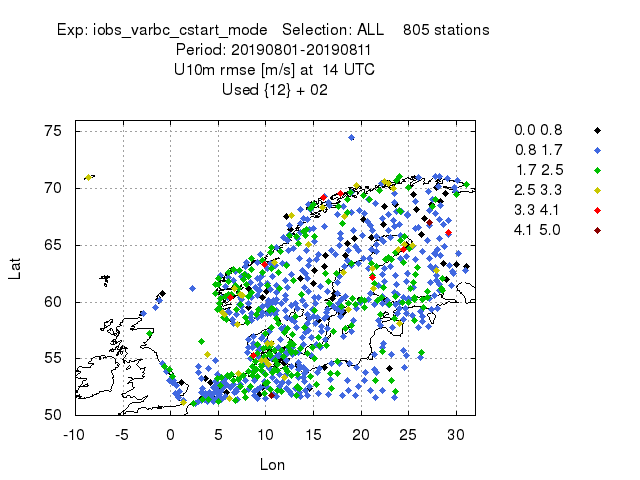 Exp: iobs_varbc_cstart_mode   Selection: ALL    805 stations
Period: 20190801-20190811
U10m rmse [m/s] at  14 UTC
Used {12} + 02
0.0 0.8
0.8 1.7
1.7 2.5
2.5 3.3
3.3 4.1
4.1 5.0
75
70
65
60
55
50
Lat
-10 -5 0 5 10 15 20 25 30
Lon